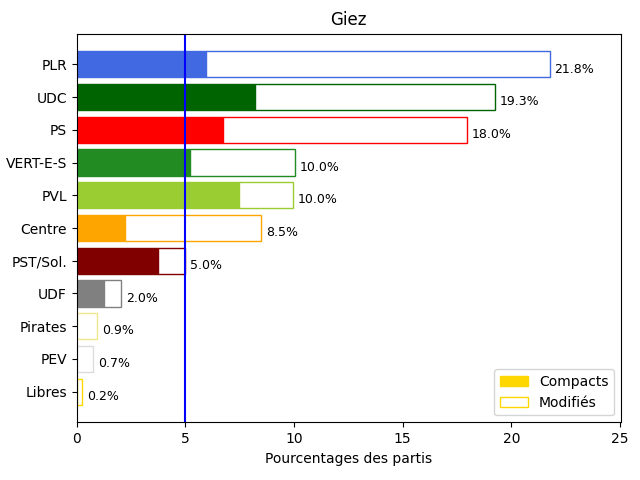 Giez
PLR 21.8%
UDC 19.3%
PS 18.0%
VERT-E-S 10.0%
PVL 10.0%
Centre 8.5%
PST/Sol. 5.0%
UDF 2.0%
Pirates 0.9%
PEV 0.7%
Libres 0.2%
Compacts
Modifiés
0 5 10 15 20 25
Pourcentages des partis